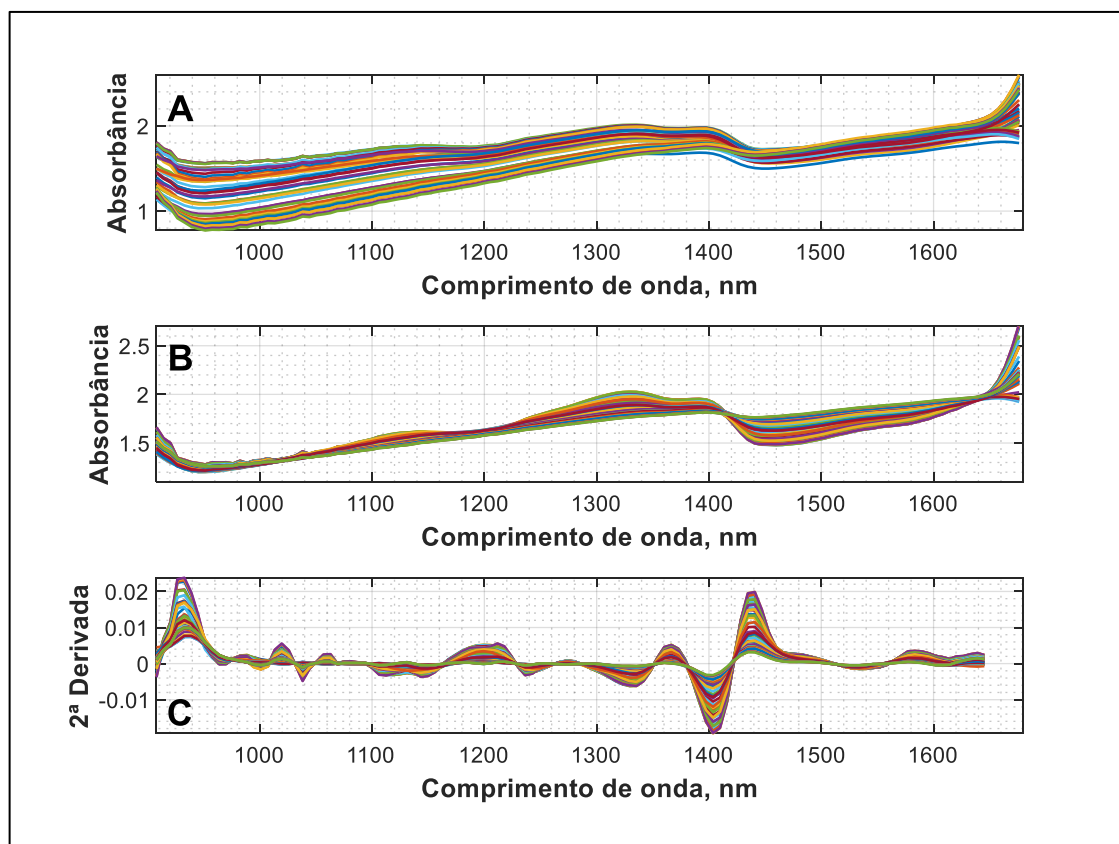 A
Absorbância
2
1
1000 1100 1200 1300 1400 1500 1600
Comprimento de onda, nm
B
Absorbância
2.5
2
1.5
1000 1100 1200 1300 1400 1500 1600
Comprimento de onda, nm
C
2ª Derivada
0.02
0.01
0
-0.01
1000 1100 1200 1300 1400 1500 1600
Comprimento de onda, nm